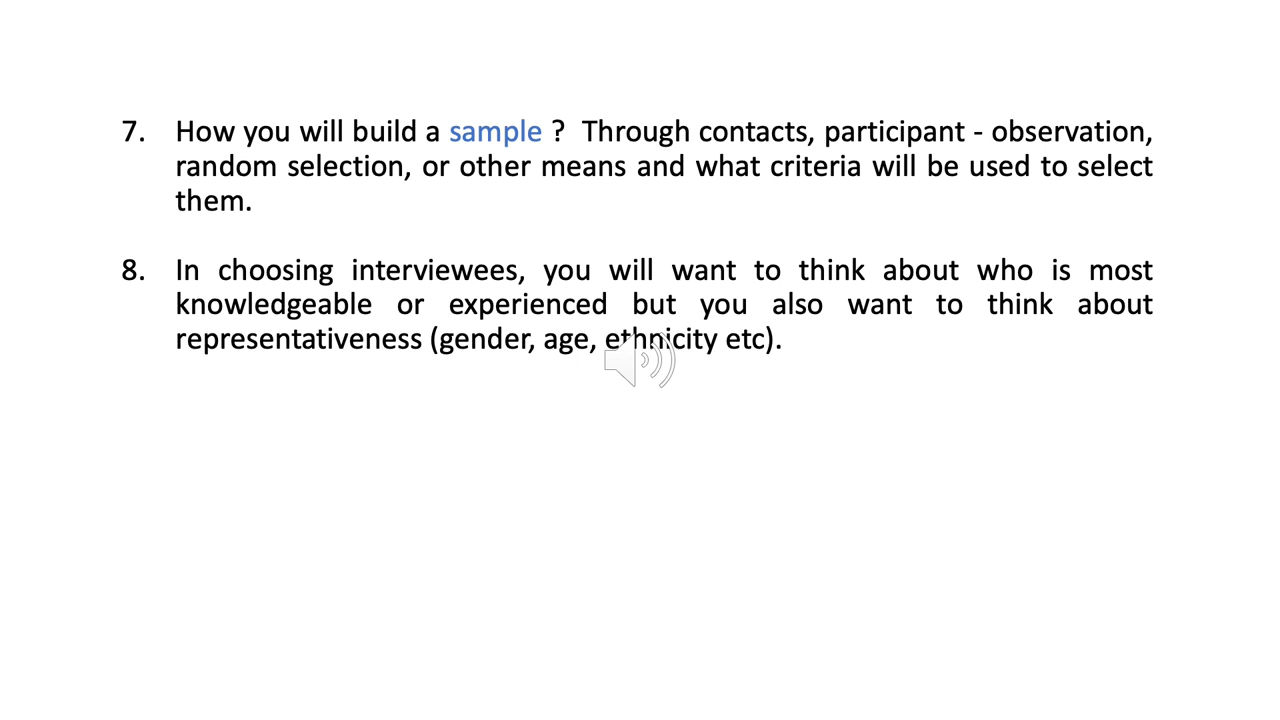 7. How you will build a sample ? Through contacts, participant - observation,
random selection, or other means and what criteria will be used to select
them.
8. In choosing interviewees, you will want to think about who is most
knowledgeable or experienced but you also want to think about
representativeness (gender, age, ethnicity etc).